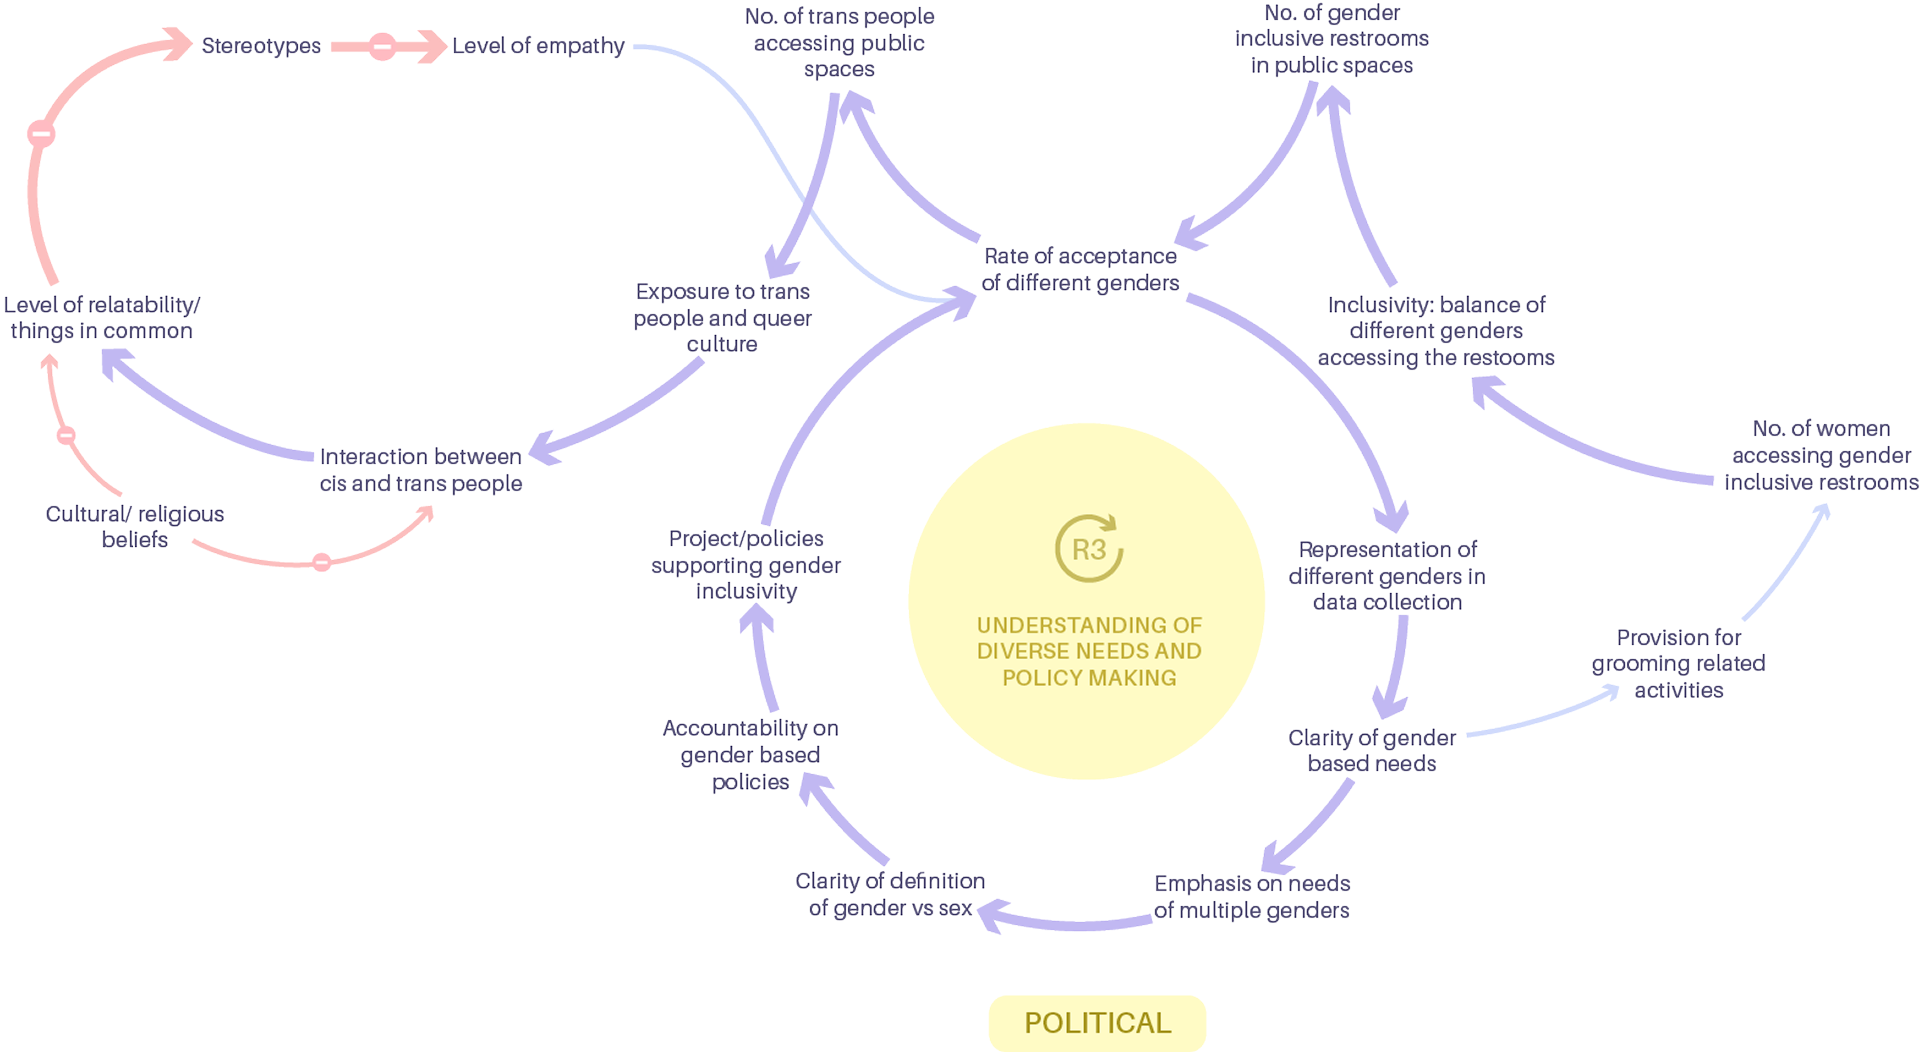 Stereotypes
Level of empathy
No. of trans people
accessing public
spaces
No. of gender
inclusive restrooms
in public spaces
Rate of acceptance
of different genders
Level of relatability/
things in common
Exposure to trans
people and queer
culture
Inclusivity: balance of
different genders
accessing the restooms
No. of women
accessing gender
inclusive restrooms
Interaction between
cis and trans people
Cultural/ religious
beliefs
Project/policies
supporting gender
inclusivity
R3
UNDERSTANDING OF
DIVERSE NEEDS AND
POLICY MAKING
Representation of
different genders in
data collection
Provision for
grooming related
activities
Accountability on
gender based
policies
Clarity of gender
based needs
Clarity of definition
of gender vs sex
Emphasis on needs
of multiple genders
POLITICAL